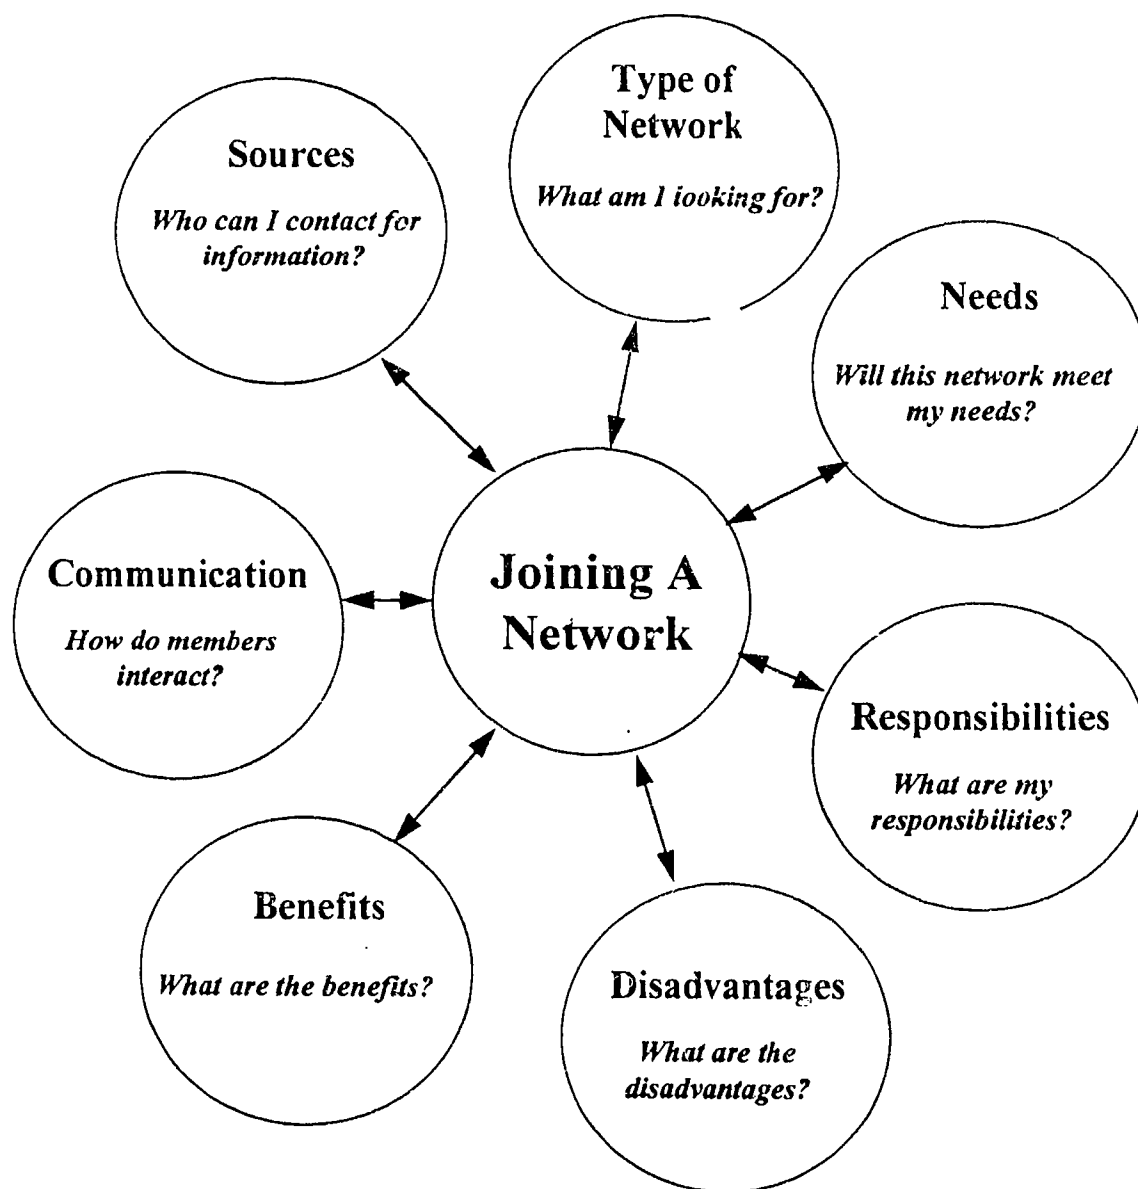 Type of
Network
What am I looking for?
Sources
Who can I contact for
information?
Needs
Will this network meet
my needs?
Joining A
Network
Communication
How do members
interact?
Responsibilities
What are my
responsibilities?
Benefits
What are the benefits?
Disadvantages
What are the
disadvantages?